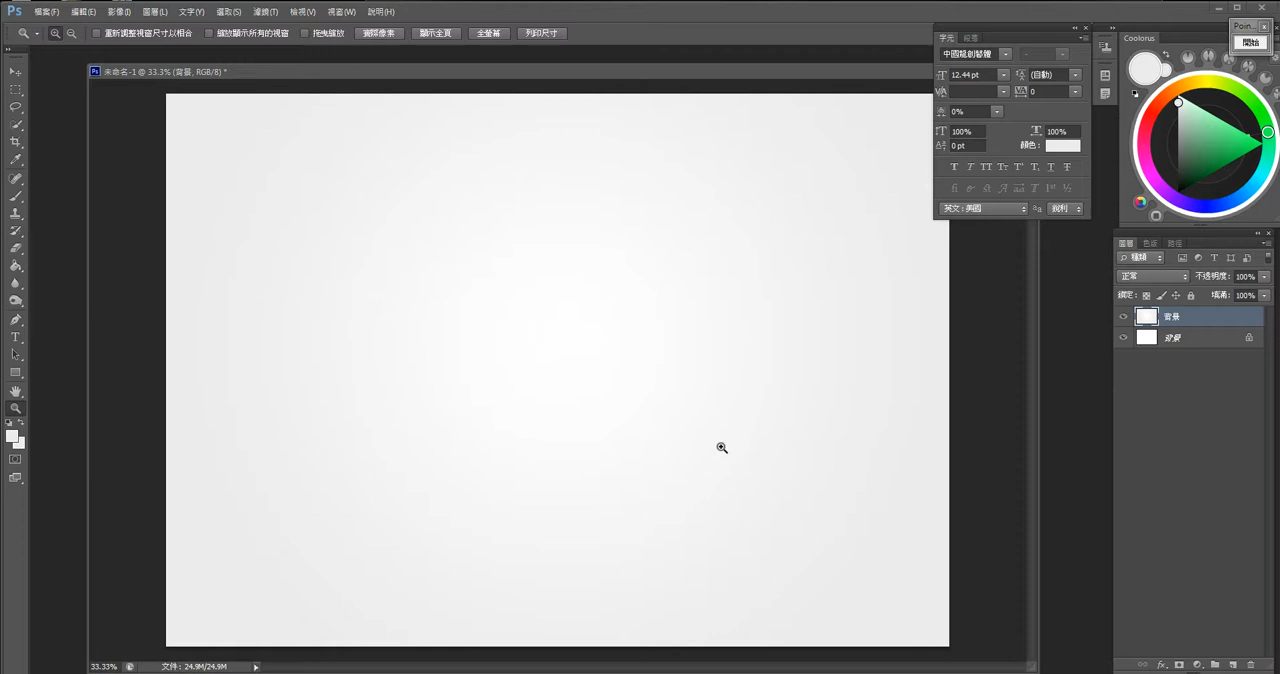 Ps 檔案(F) 編輯(E) 影像(I) 圖層(L) 文字(Y) 選取(S) 濾鏡(T) 檢視(V) 視窗(W) 說明(H)
重新調整視窗尺寸以相合 縮放顯示所有的視窗 拖曳縮放 實際像素 顯示全頁 全螢幕 列印尺寸
Poin...
開始
字元 段落
Coolorus
中國龍創藝體
-
Ps 未命名-1 @ 33.3% (背景, RGB/8) *
12.44 pt (自動)
0
0%
100% 100%
0 pt 顏色:
英文:美國 銳利
圖層 色版 路徑
種類
正常 不透明度: 100%
鎖定: 填滿: 100%
背景
背景
33.33% 文件: 24.9M/24.9M